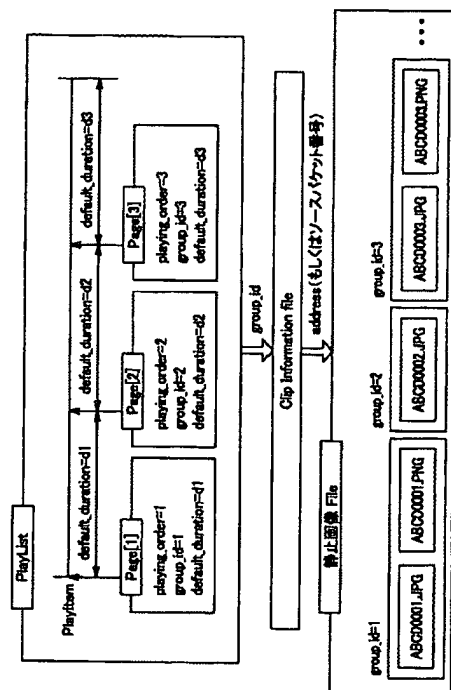 PlayList
PlayItem
default_duration=d1
default_duration=d2
default_duration=d3
Page[1]
playing_order=1
group_id=1
default_duration=d1
Page[2]
playing_order=2
group_id=2
default_duration=d2
Page[3]
playing_order=3
group_id=3
default_duration=d3
group_id
Clip Information file
address(もしくはソースパケット番号)
静止画像 File
group_id=1
ABCD0001.JPG
ABCD0001.PNG
group_id=2
ABCD0002.JPG
group_id=3
ABCD0003.JPG
ABCD0003.PNG
•••